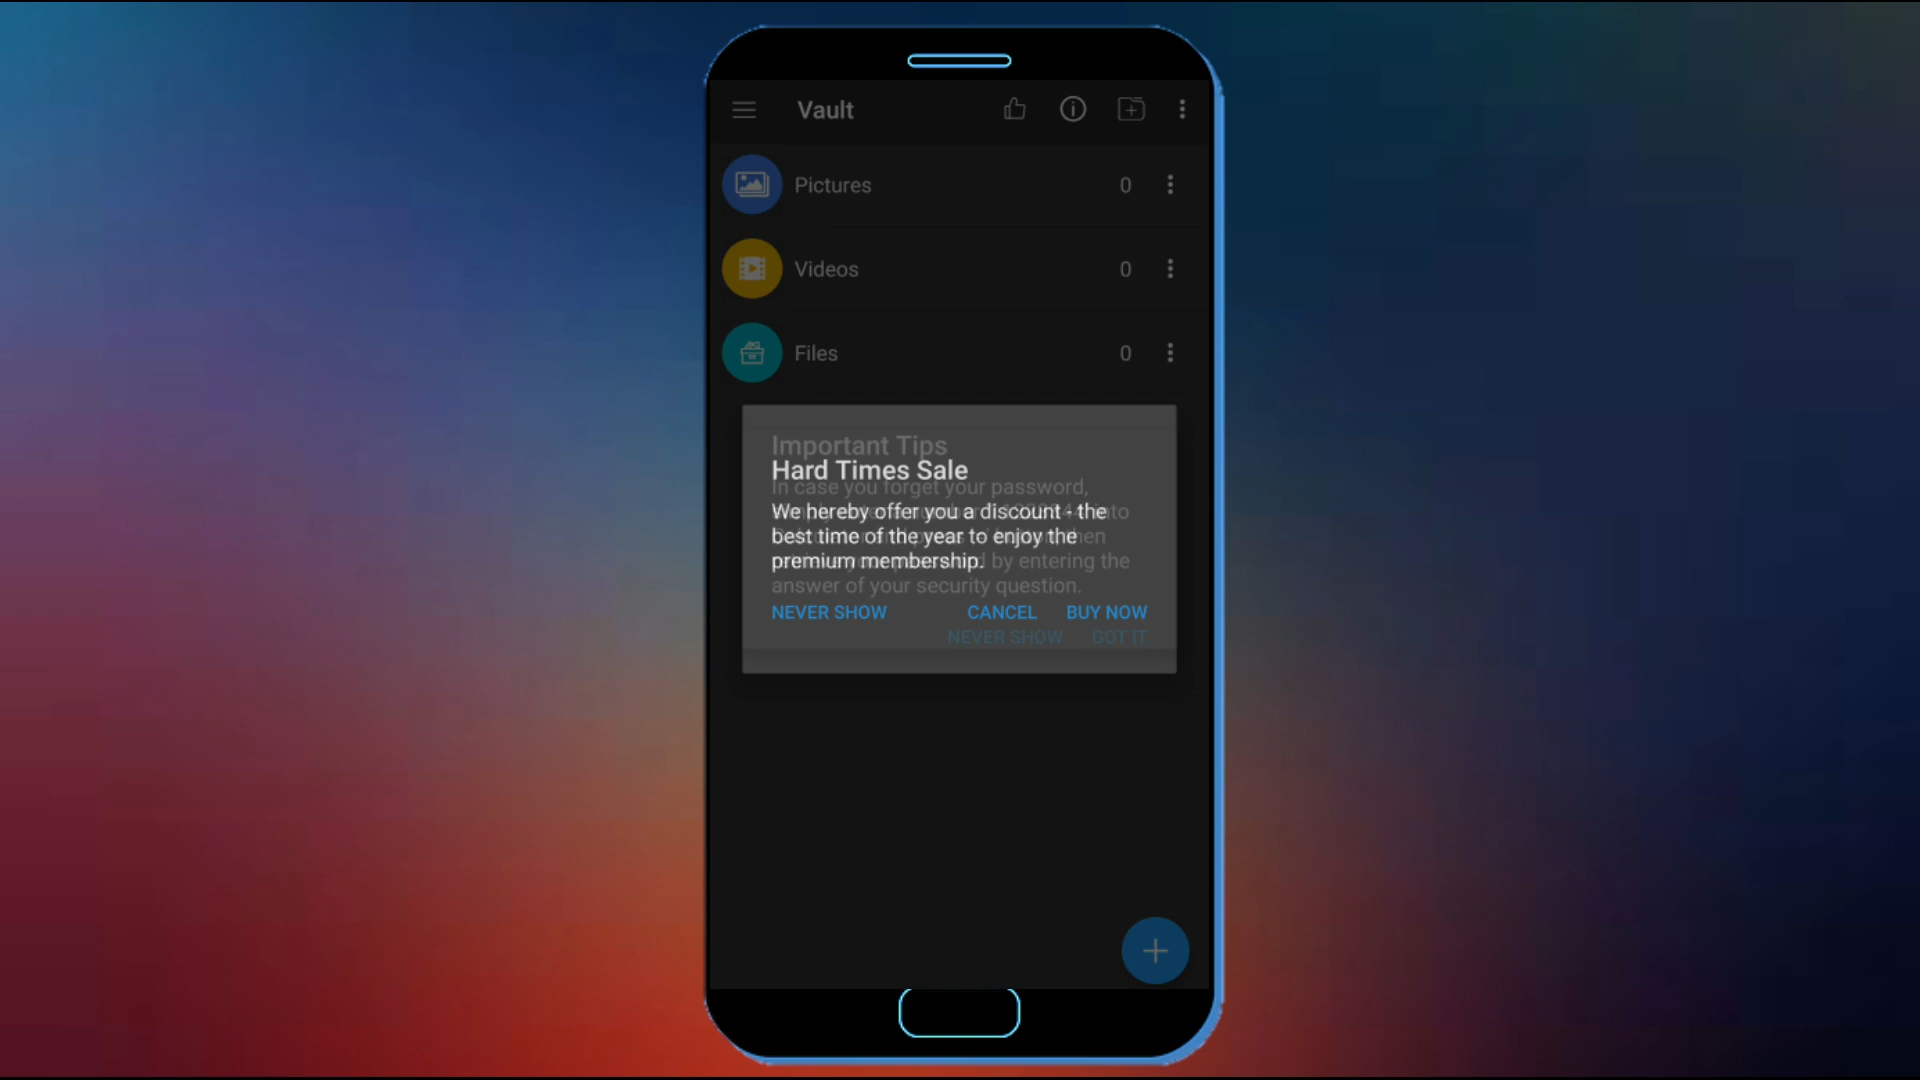 Vault
Pictures 0
Videos 0
Files 0
Important Tips
Hard Times Sale
In case you forget your password,
We hereby offer you a discount - the
best time of the year to enjoy the
premium membership.
by entering the
answer of your security question.
NEVER SHOW CANCEL BUY NOW
NEVER SHOW GOT IT